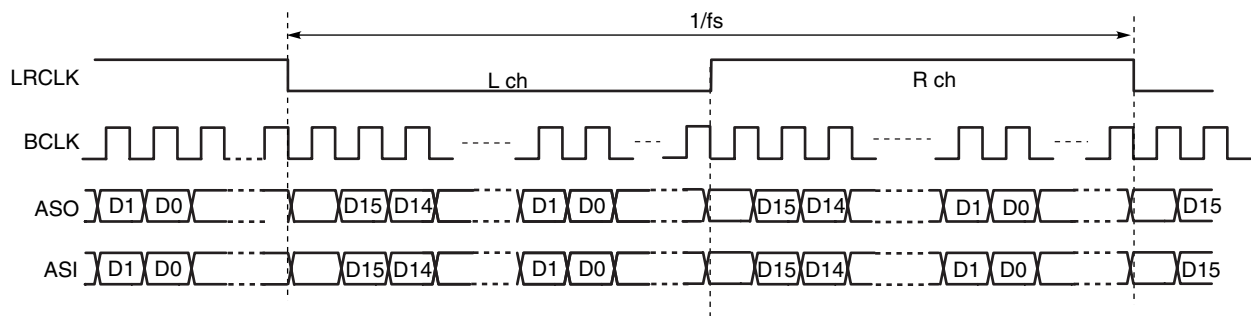 1/fs
LRCLK
L ch
R ch
BCLK
ASO
D1 D0 D15 D14 D1 D0 D15 D14 D1 D0 D15
ASI
D1 D0 D15 D14 D1 D0 D15 D14 D1 D0 D15